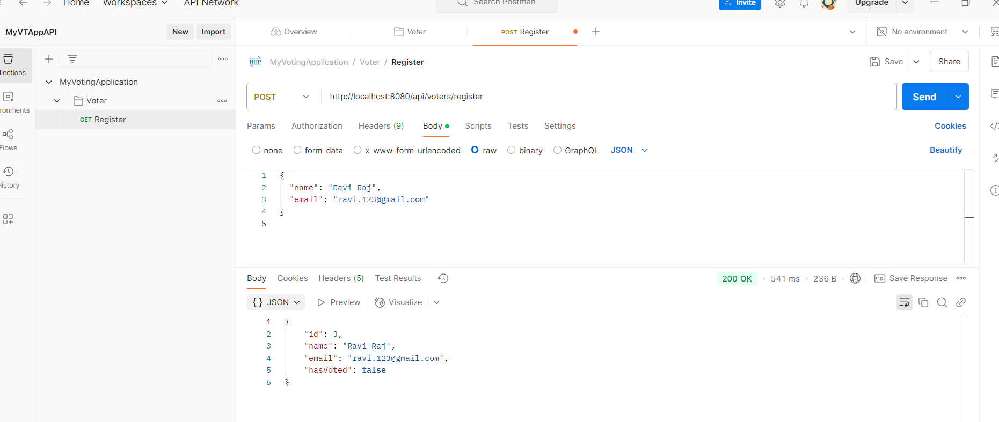 Home Workspaces API Network Search Postman Invite Upgrade
MyVTAppAPI New Import Overview Voter POST Register No environment
llections
MyVotingApplication
Voter
GET Register
ronments
Flows
History
HTTP MyVotingApplication / Voter / Register Save Share
POST http://localhost:8080/api/voters/register Send
Params Authorization Headers (9) Body Scripts Tests Settings Cookies
none form-data x-www-form-urlencoded raw binary GraphQL JSON Beautify
1 {
2 "name": "Ravi Raj",
3 "email": "ravi.123@gmail.com"
4 }
5
Body Cookies Headers (5) Test Results 200 OK 541 ms 236 B e.g. Save Response
{} JSON Preview Visualize
1 {
2 "id": 3,
3 "name": "Ravi Raj",
4 "email": "ravi.123@gmail.com",
5 "hasVoted": false
6 }